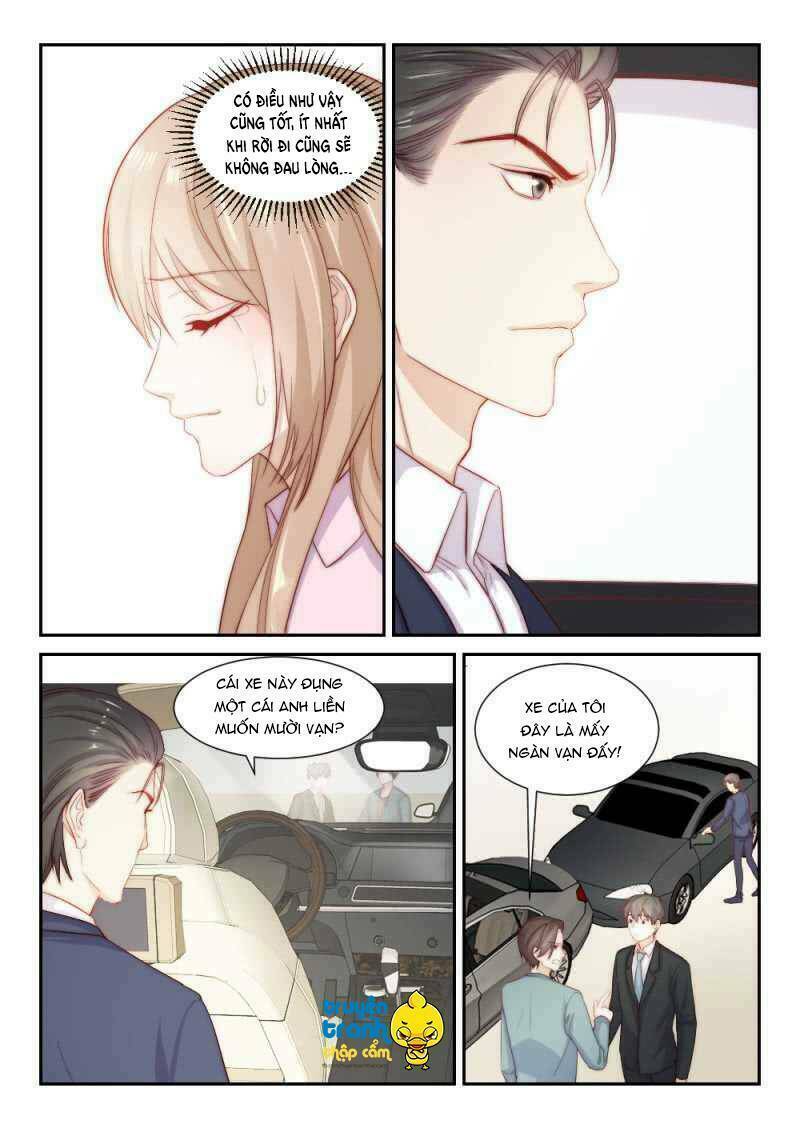 CÓ ĐIỀU NHƯ VẬY
CŨNG TỐT, ÍT NHẤT
KHI RỜI ĐI CŨNG SẼ
KHÔNG ĐAU LÒNG...
CÁI XE NÀY ĐỤNG
MỘT CÁI ANH LIỀN
MUỐN MƯỜI VẠN?
XE CỦA TÔI
ĐÂY LÀ MẤY
NGÀN VẠN ĐẤY!
truyện
tranh
thập cẩm